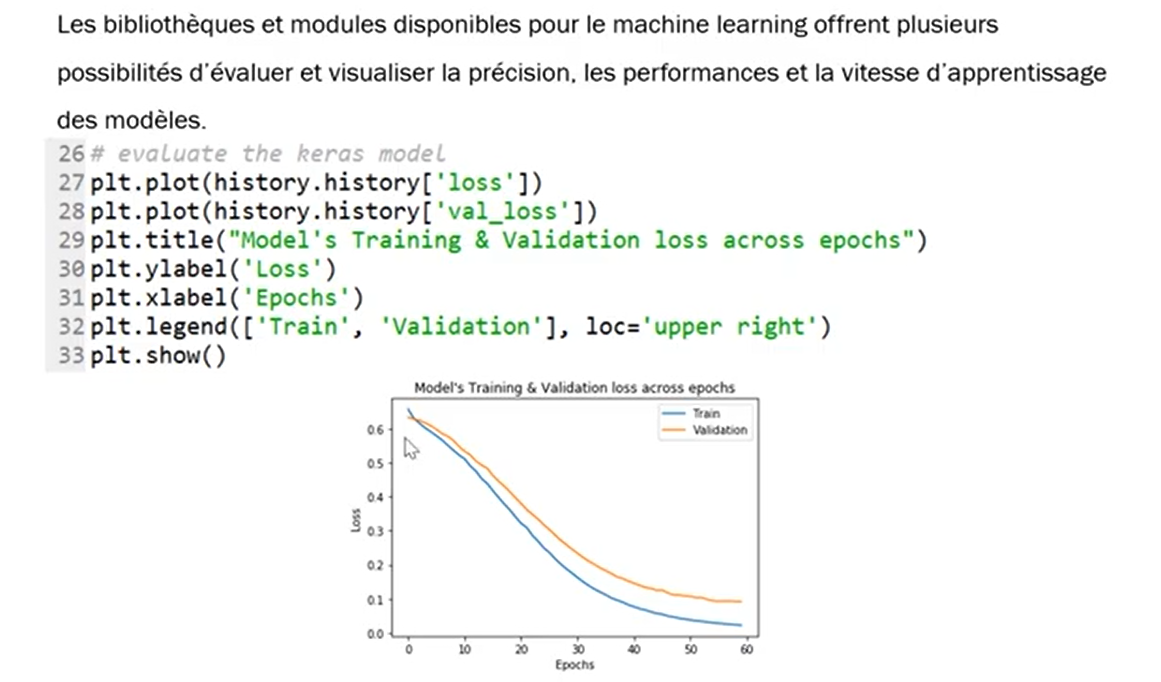 Les bibliothèques et modules disponibles pour le machine learning offrent plusieurs
possibilités d'évaluer et visualiser la précision, les performances et la vitesse d'apprentissage
des modèles.
26 # evaluate the keras model
27 plt.plot(history.history['loss'])
28 plt.plot(history.history['val_loss'])
29 plt.title("Model's Training & Validation loss across epochs")
30 plt.ylabel('Loss')
31 plt.xlabel('Epochs')
32 plt.legend(['Train', 'Validation'], loc='upper right')
33 plt.show()
Model's Training & Validation loss across epochs
Train
Validation
0.6
0.5
0.4
0.3
0.2
0.1
0.0
Loss
0 10 20 30 40 50 60
Epochs